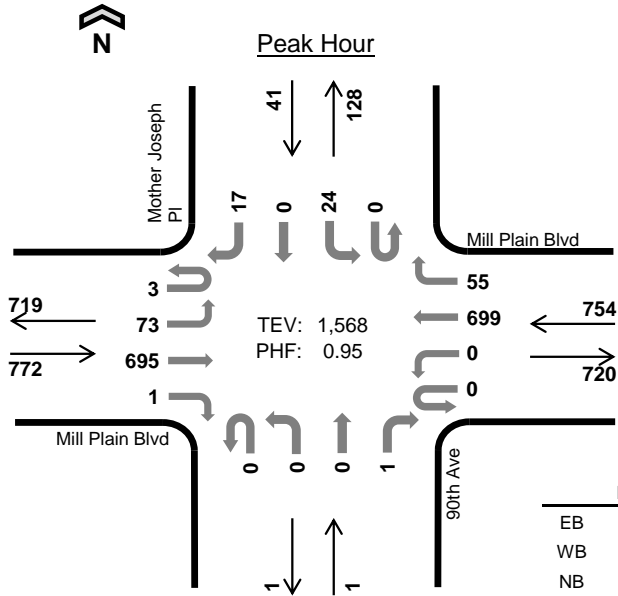 N
Peak Hour
41
128
Mother Joseph
Pl
17
0
24
0
Mill Plain Blvd
3
55
719
73
TEV: 1,568
699
754
772
695
PHF: 0.95
0
720
1
0
Mill Plain Blvd
0
0
0
1
90th Ave
EB
WB
NB
1
1